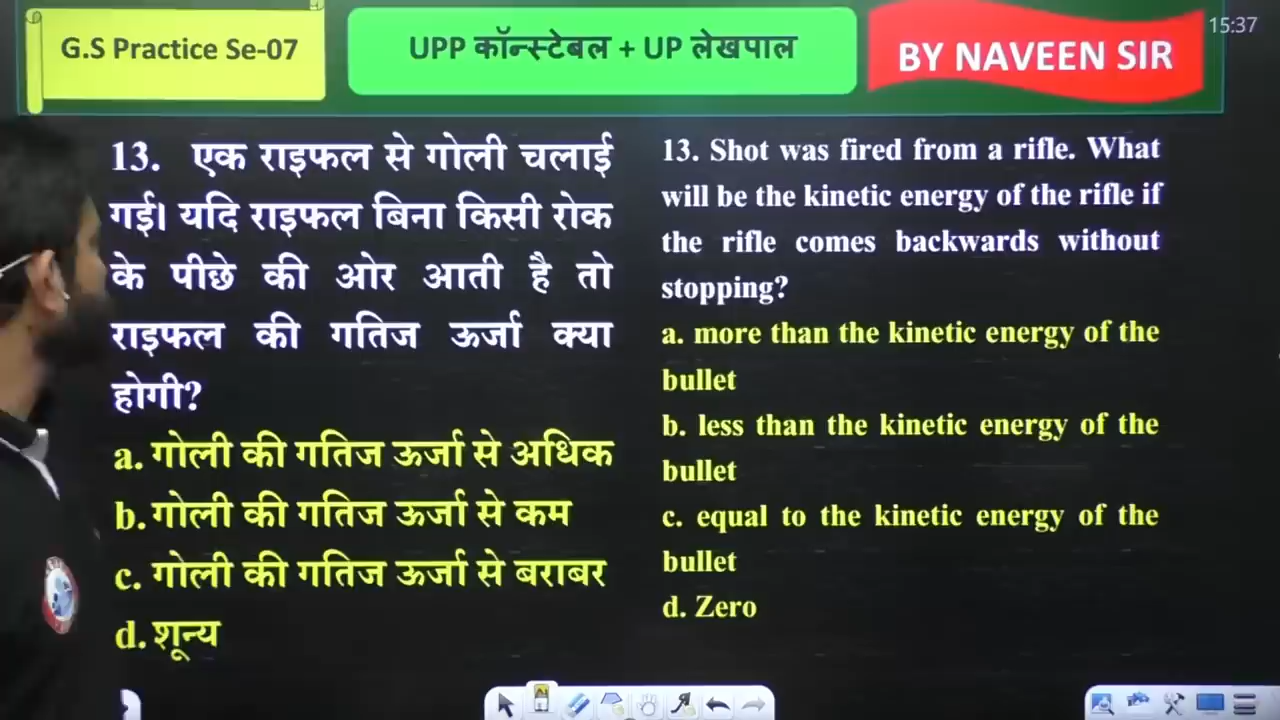 G.S Practice Se-07
UPP कॉन्स्टेबल + UP लेखपाल
BY NAVEEN SIR
15:37
13. एक राइफल से गोली चलाई
गई। यदि राइफल बिना किसी रोक
के पीछे की ओर आती है तो
राइफल की गतिज ऊर्जा क्या
होगी?
a. गोली की गतिज ऊर्जा से अधिक
b. गोली की गतिज ऊर्जा से कम
c. गोली की गतिज ऊर्जा से बराबर
d. शून्य
13. Shot was fired from a rifle. What
will be the kinetic energy of the rifle if
the rifle comes backwards without
stopping?
a. more than the kinetic energy of the
bullet
b. less than the kinetic energy of the
bullet
c. equal to the kinetic energy of the
bullet
d. Zero